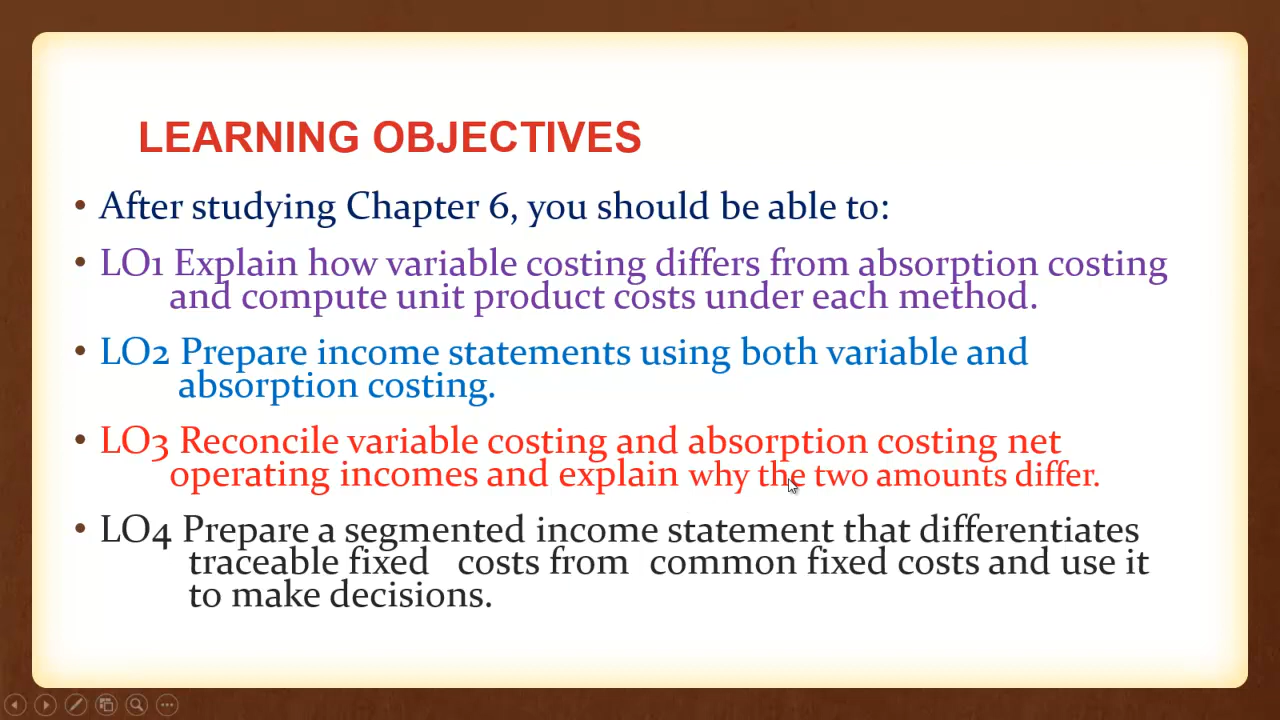 LEARNING OBJECTIVES
• After studying Chapter 6, you should be able to:
• LO1 Explain how variable costing differs from absorption costing
and compute unit product costs under each method.
• LO2 Prepare income statements using both variable and
absorption costing.
• LO3 Reconcile variable costing and absorption costing net
operating incomes and explain why the two amounts differ.
• LO4 Prepare a segmented income statement that differentiates
traceable fixed costs from common fixed costs and use it
to make decisions.